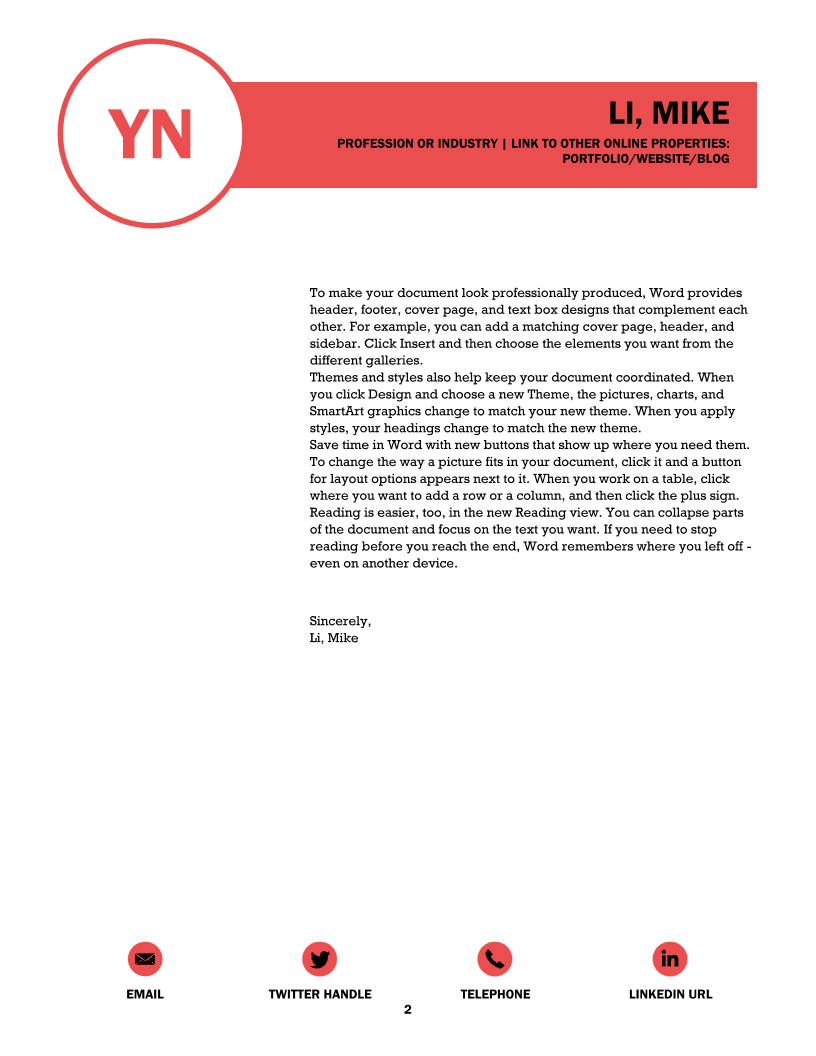 YN
LI, MIKE
PROFESSION OR INDUSTRY | LINK TO OTHER ONLINE PROPERTIES:
PORTFOLIO/WEBSITE/BLOG
To make your document look professionally produced, Word provides
header, footer, cover page, and text box designs that complement each
other. For example, you can add a matching cover page, header, and
sidebar. Click Insert and then choose the elements you want from the
different galleries.
Themes and styles also help keep your document coordinated. When
you click Design and choose a new Theme, the pictures, charts, and
SmartArt graphics change to match your new theme. When you apply
styles, your headings change to match the new theme.
Save time in Word with new buttons that show up where you need them.
To change the way a picture fits in your document, click it and a button
for layout options appears next to it. When you work on a table, click
where you want to add a row or a column, and then click the plus sign.
Reading is easier, too, in the new Reading view. You can collapse parts
of the document and focus on the text you want. If you need to stop
reading before you reach the end, Word remembers where you left off -
even on another device.
Sincerely,
Li, Mike
in
EMAIL
TWITTER HANDLE
TELEPHONE
LINKEDIN URL
2